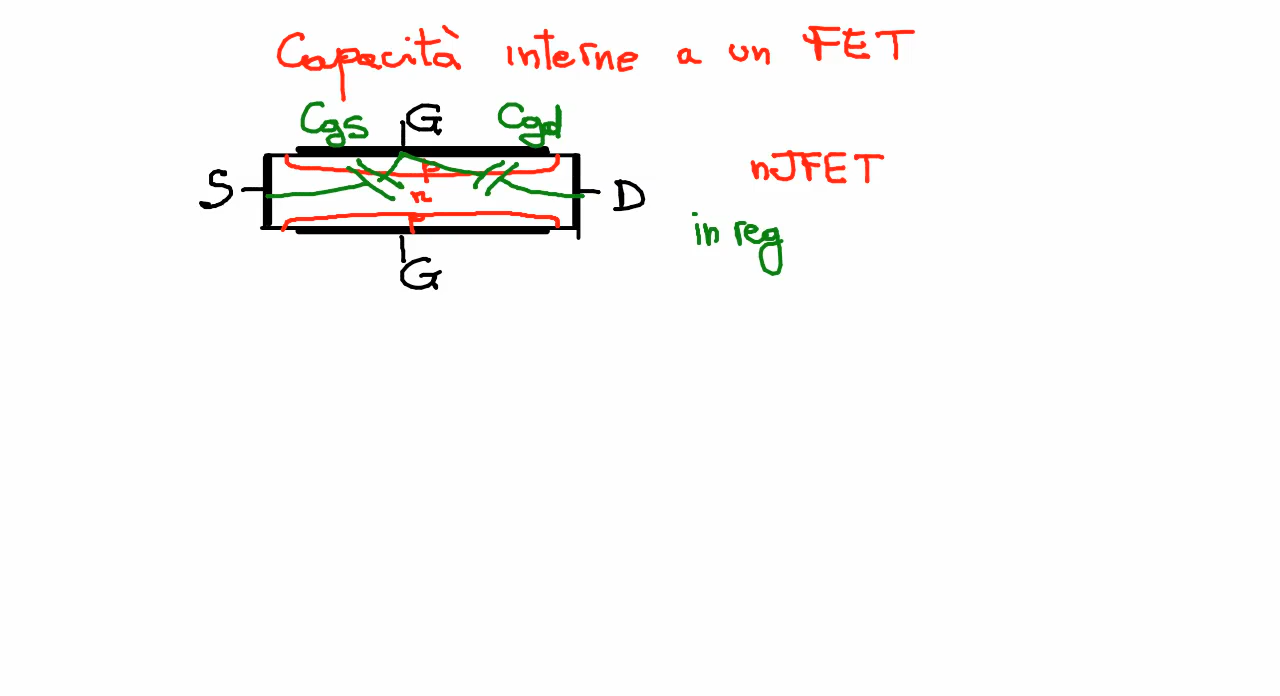 Capacità interne a un FET
Cgs G Cgd
S p n p D
G
nJFET
in reg